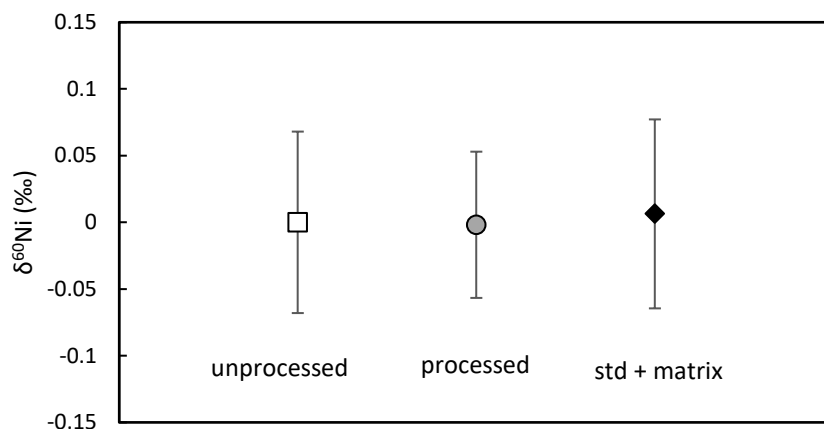 0.15
0.1
0.05
0
-0.05
-0.1
-0.15
δ⁶⁰Ni (‰)
unprocessed
processed
std + matrix